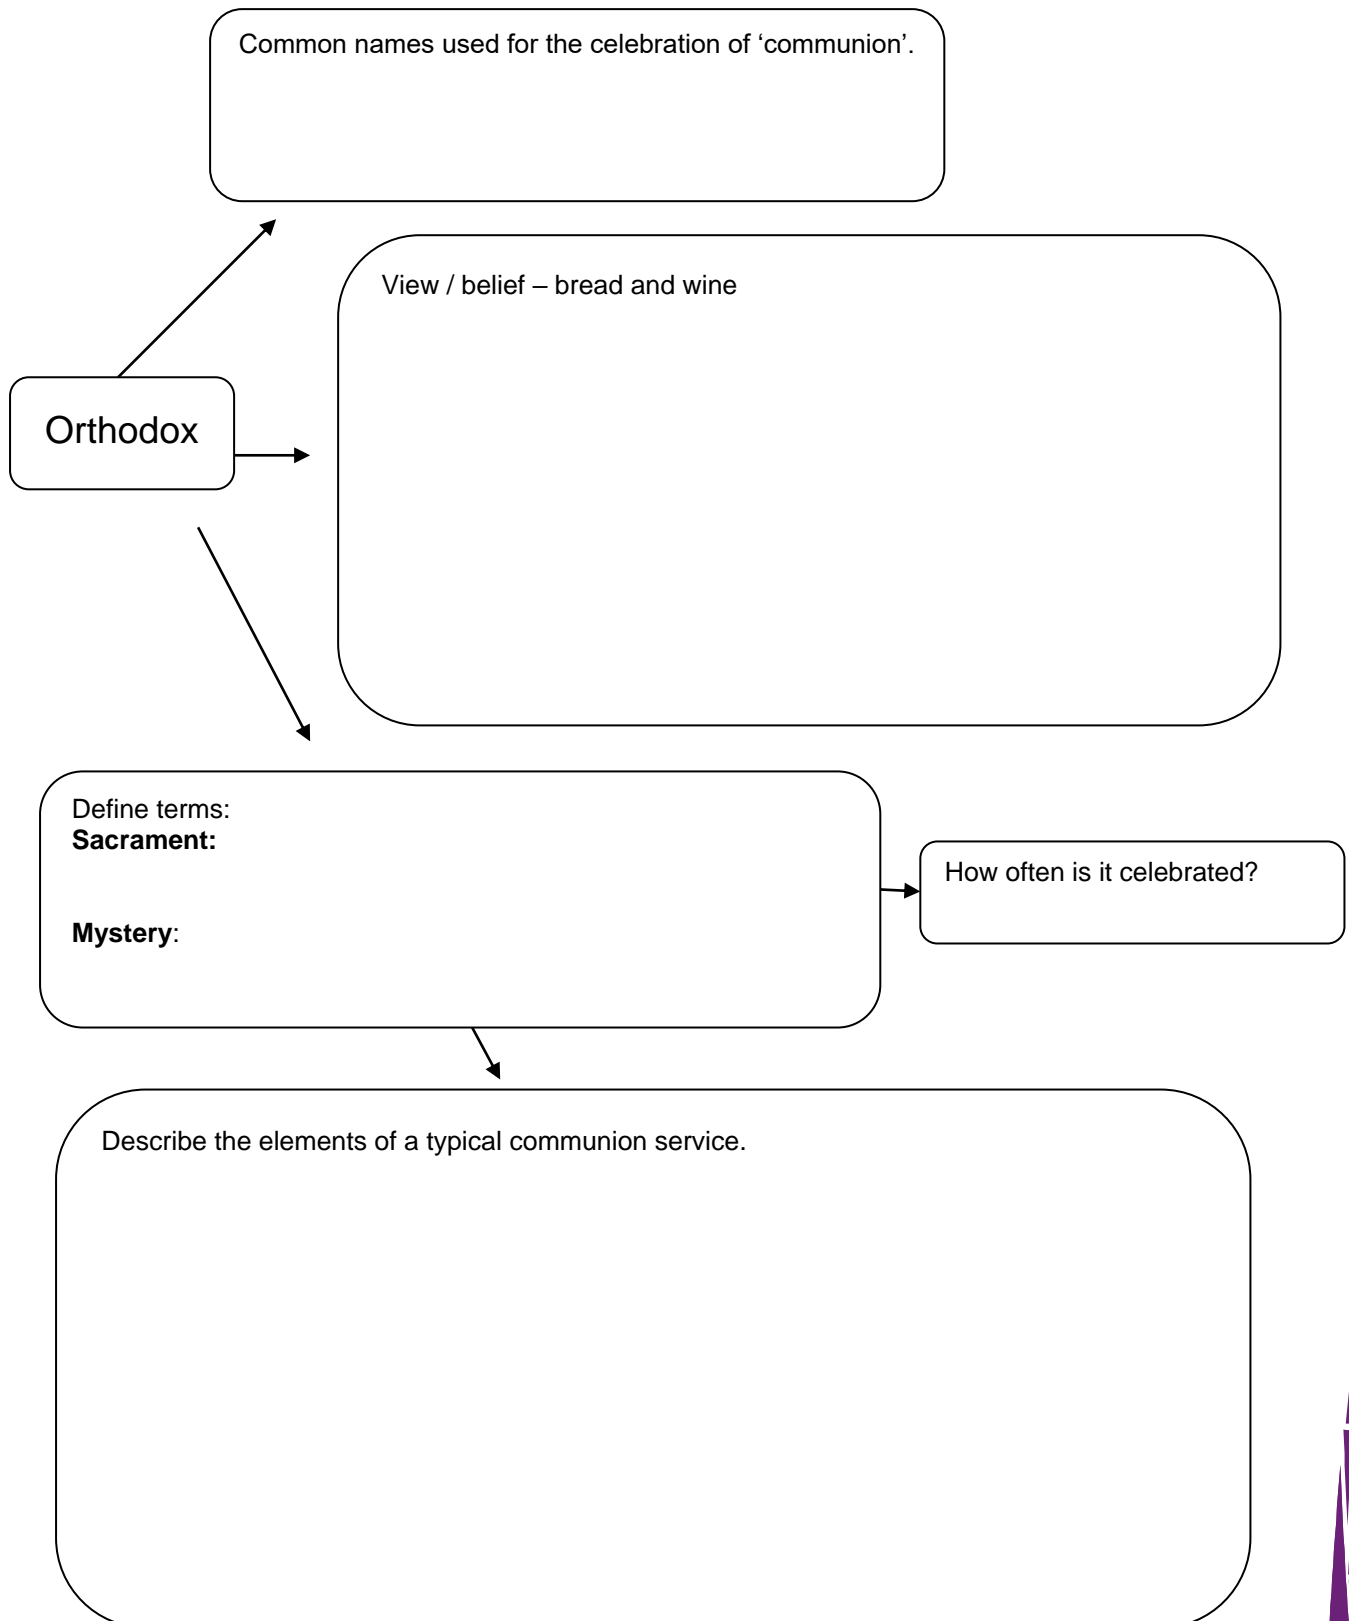 Common names used for the celebration of ‘communion’.
View / belief – bread and wine
Orthodox
Define terms:
Sacrament:
Mystery:
How often is it celebrated?
Describe the elements of a typical communion service.